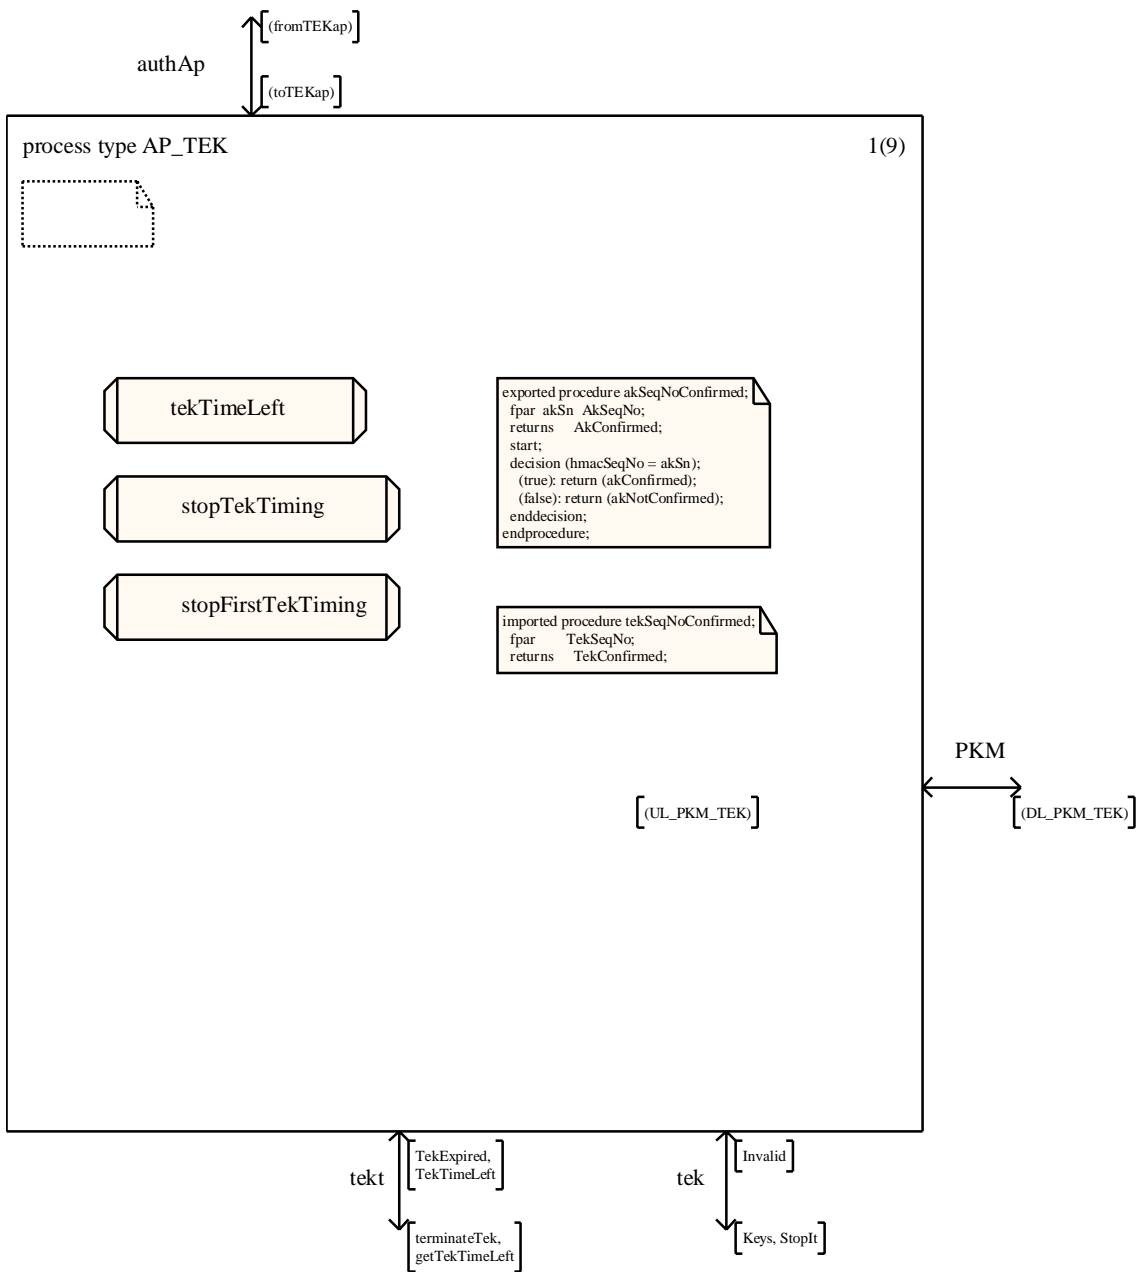 (fromTEKap)
authAp
(toTEKap)
process type AP_TEK
1(9)
tekTimeLeft
stopTekTiming
stopFirstTekTiming
exported procedure akSeqNoConfirmed;
fpar akSn AkSeqNo;
returns AkConfirmed;
start;
decision (hmacSeqNo = akSn);
(true): return (akConfirmed);
(false): return (akNotConfirmed);
enddecision;
endprocedure;
imported procedure tekSeqNoConfirmed;
fpar TekSeqNo;
returns TekConfirmed;
PKM
(UL_PKM_TEK)
(DL_PKM_TEK)
TekExpired,
TekTimeLeft
tekt
terminateTek,
getTekTimeLeft
Invalid
tek
Keys, StopIt